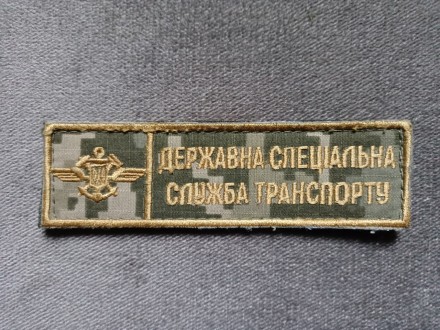 ДЕРЖАВНА СПЕЦІАЛЬНА
СЛУЖБА ТРАНСПОРТУ